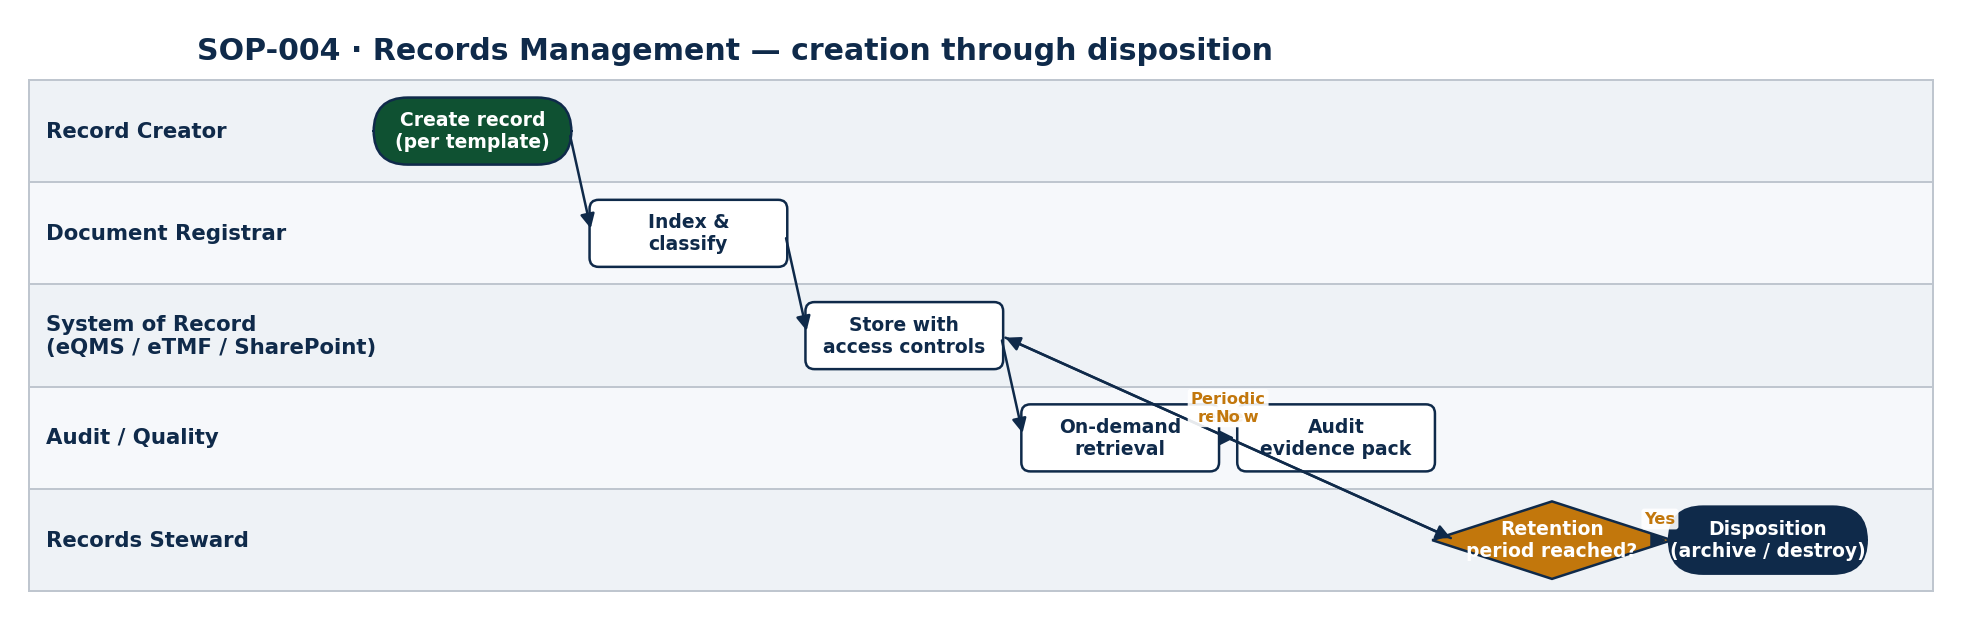 SOP-004 · Records Management — creation through disposition
Record Creator
Create record
(per template)
Document Registrar
Index &
classify
System of Record
(eQMS / eTMF / SharePoint)
Store with
access controls
Audit / Quality
On-demand
retrieval
Periodic
No
Audit
evidence pack
Records Steward
Retention
period reached?
Yes
Disposition
(archive / destroy)